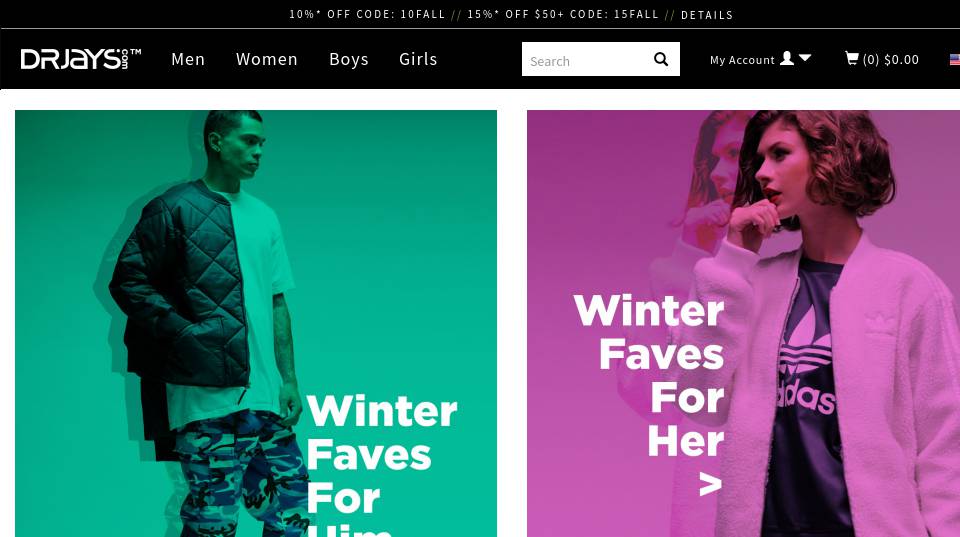 10%* OFF CODE: 10FALL // 15%* OFF $50+ CODE: 15FALL // DETAILS
DRJAYS.com™ Men Women Boys Girls Search My Account (0) $0.00
Winter
Faves
For
Him
Winter
Faves
For
Her
>
adidas